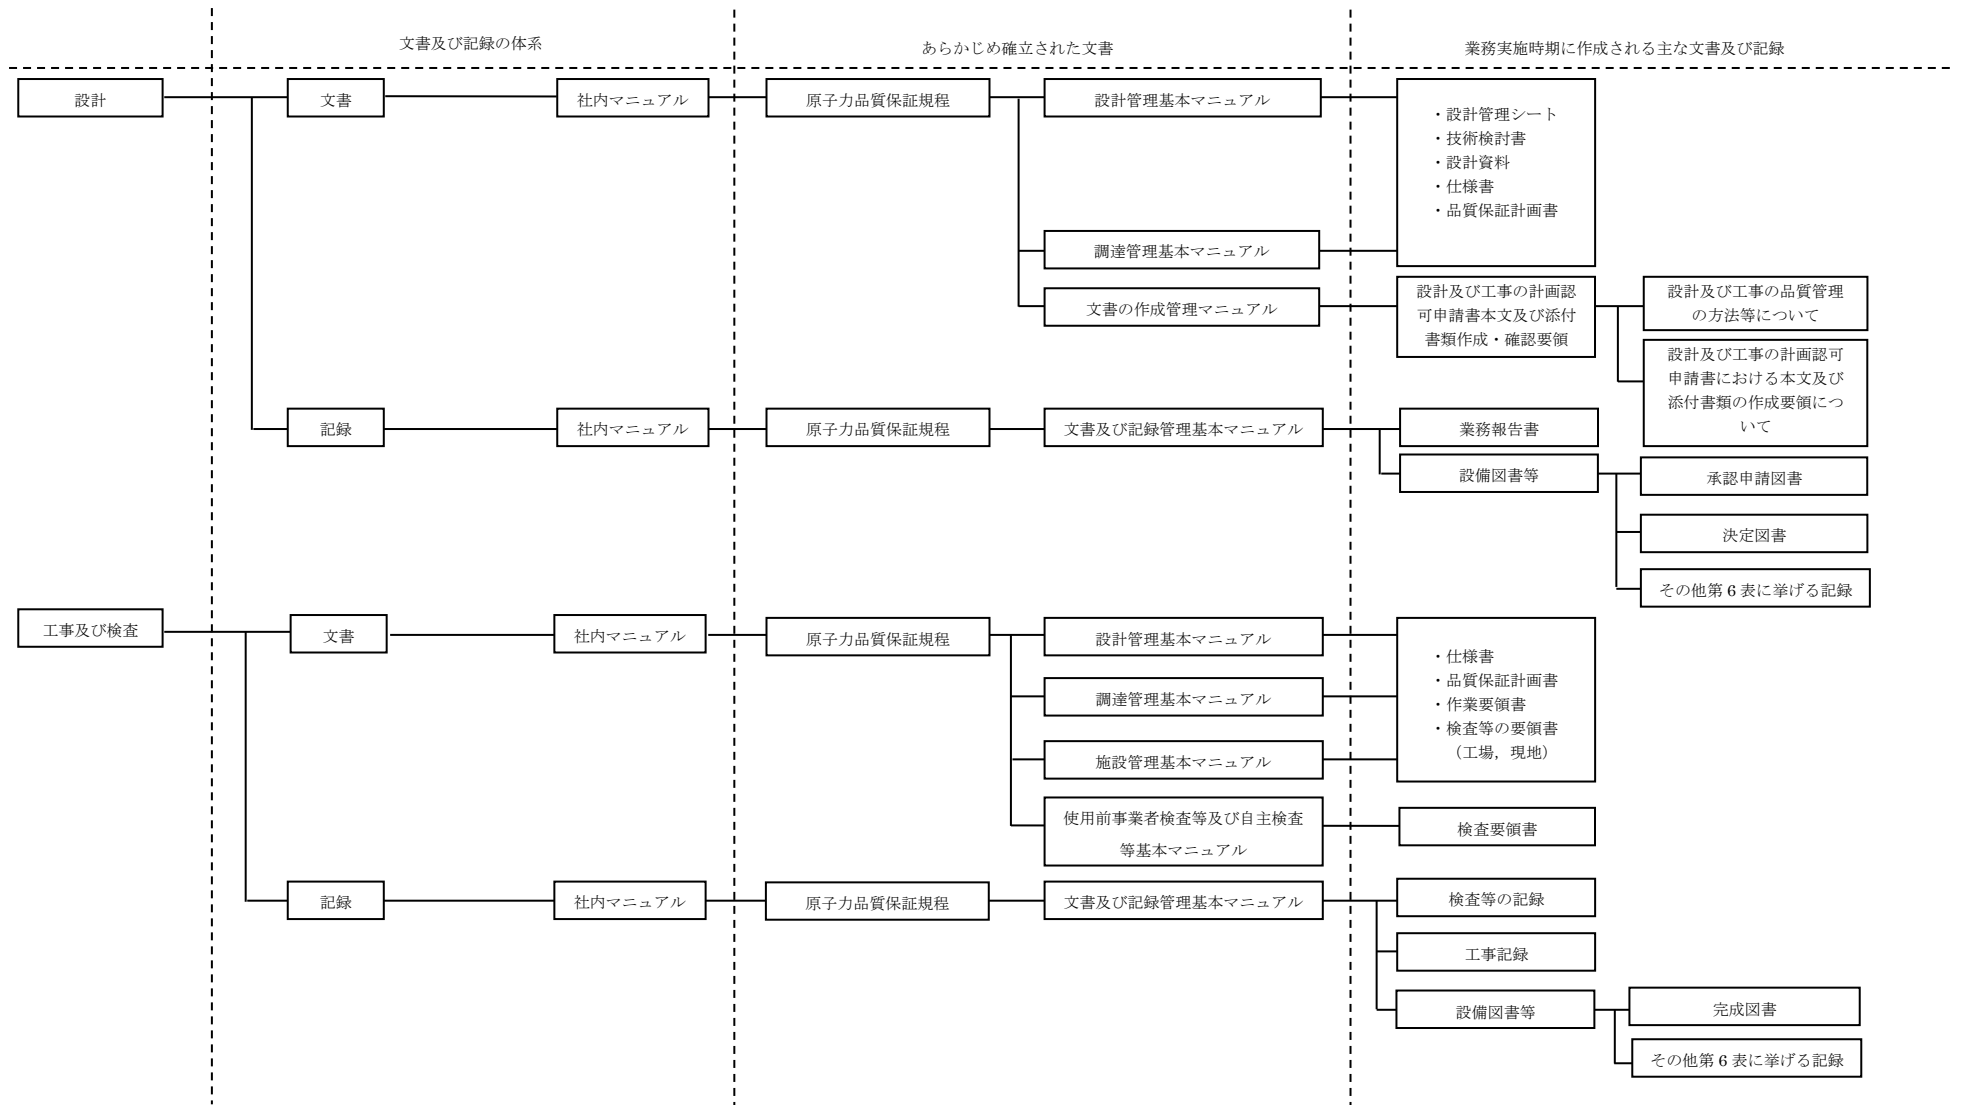 文書及び記録の体系
あらかじめ確立された文書
業務実施時期に作成される主な文書及び記録
設計
文書
社内マニュアル
原子力品質保証規程
設計管理基本マニュアル
・設計管理シート
・技術検討書
・設計資料
・仕様書
・品質保証計画書
調達管理基本マニュアル
文書の作成管理マニュアル
設計及び工事の計画認
可申請書本文及び添付
書類作成・確認要領
設計及び工事の品質管理
の方法等について
設計及び工事の計画認可
申請書における本文及び
添付書類の作成要領につ
いて
記録
社内マニュアル
原子力品質保証規程
文書及び記録管理基本マニュアル
業務報告書
設備図書等
承認申請図書
決定図書
その他第6表に挙げる記録
工事及び検査
文書
社内マニュアル
原子力品質保証規程
設計管理基本マニュアル
・仕様書
・品質保証計画書
・作業要領書
・検査等の要領書
（工場，現地）
調達管理基本マニュアル
施設管理基本マニュアル
使用前事業者検査等及び自主検査
等基本マニュアル
検査要領書
記録
社内マニュアル
原子力品質保証規程
文書及び記録管理基本マニュアル
検査等の記録
工事記録
設備図書等
完成図書
その他第6表に挙げる記録